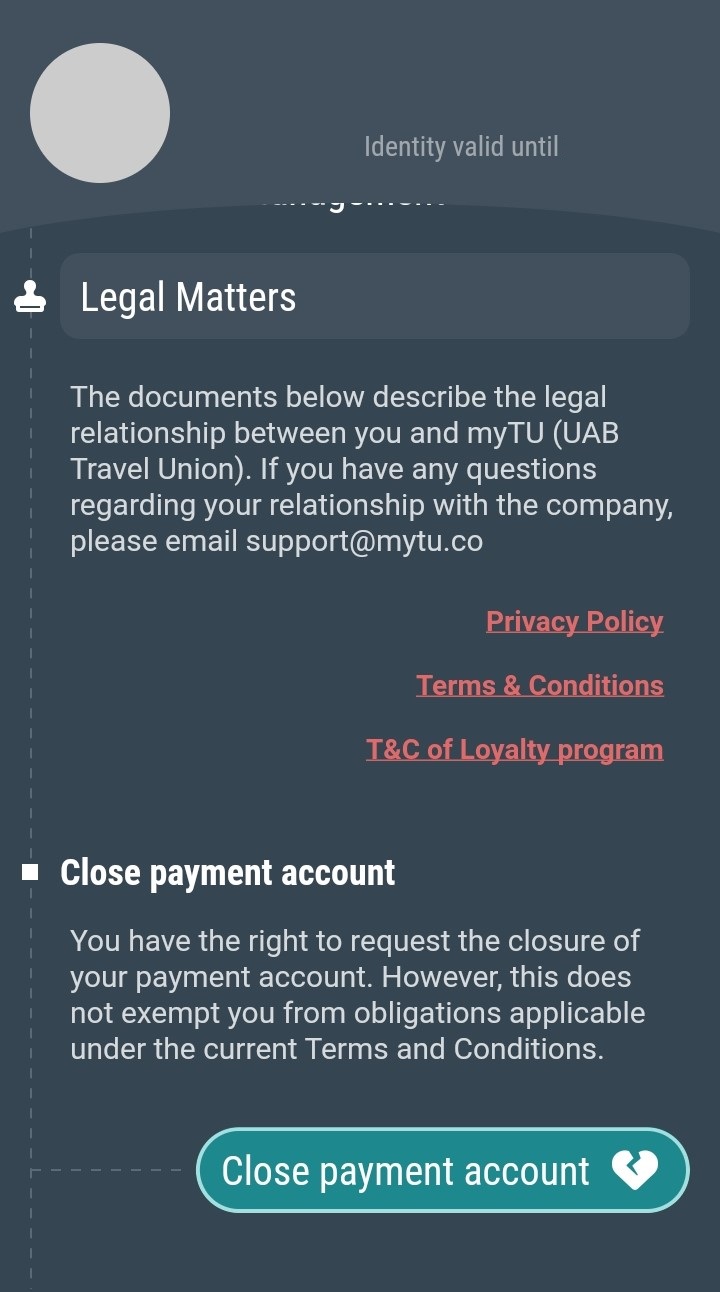 Identity valid until
Legal Matters
The documents below describe the legal
relationship between you and myTU (UAB
Travel Union). If you have any questions
regarding your relationship with the company,
please email support@mytu.co
Privacy Policy
Terms & Conditions
T&C of Loyalty program
Close payment account
You have the right to request the closure of
your payment account. However, this does
not exempt you from obligations applicable
under the current Terms and Conditions.
Close payment account